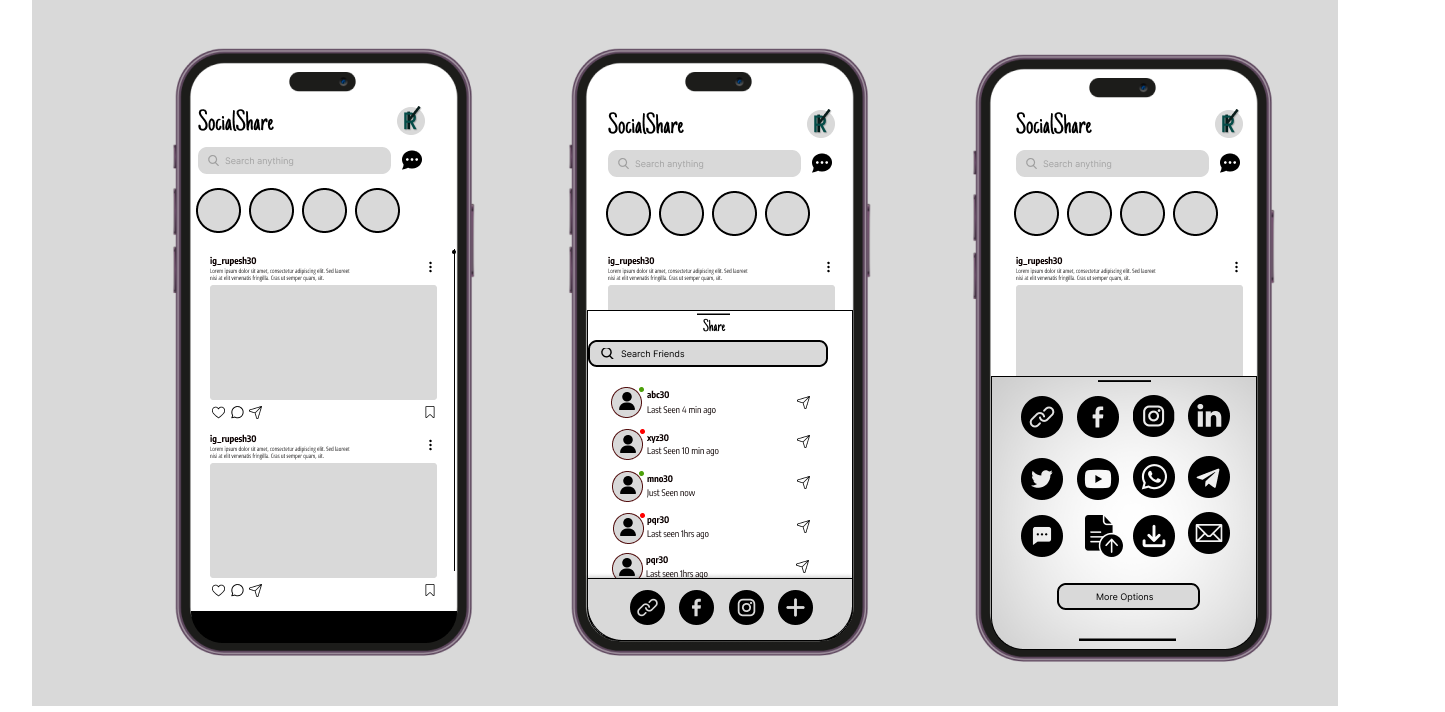 SocialShare
Search anything
ig_rupesh30
Lorem ipsum dolor sit amet, consectetur adipiscing elit. Sed laoreet
nisi at elit venenatis fringilla. Cras ut semper quam, sit.
ig_rupesh30
Lorem ipsum dolor sit amet, consectetur adipiscing elit. Sed laoreet
nisi at elit venenatis fringilla. Cras ut semper quam, sit.
SocialShare
Search anything
ig_rupesh30
Lorem ipsum dolor sit amet, consectetur adipiscing elit. Sed laoreet
nisi at elit venenatis fringilla. Cras ut semper quam, sit.
Share
Search Friends
abc30
Last Seen 4 min ago
xyz30
Last Seen 10 min ago
mno30
Just Seen now
pqr30
Last seen 1hrs ago
pqr30
Last seen 1hrs ago
SocialShare
Search anything
ig_rupesh30
Lorem ipsum dolor sit amet, consectetur adipiscing elit. Sed laoreet
nisi at elit venenatis fringilla. Cras ut semper quam, sit.
in
More Options